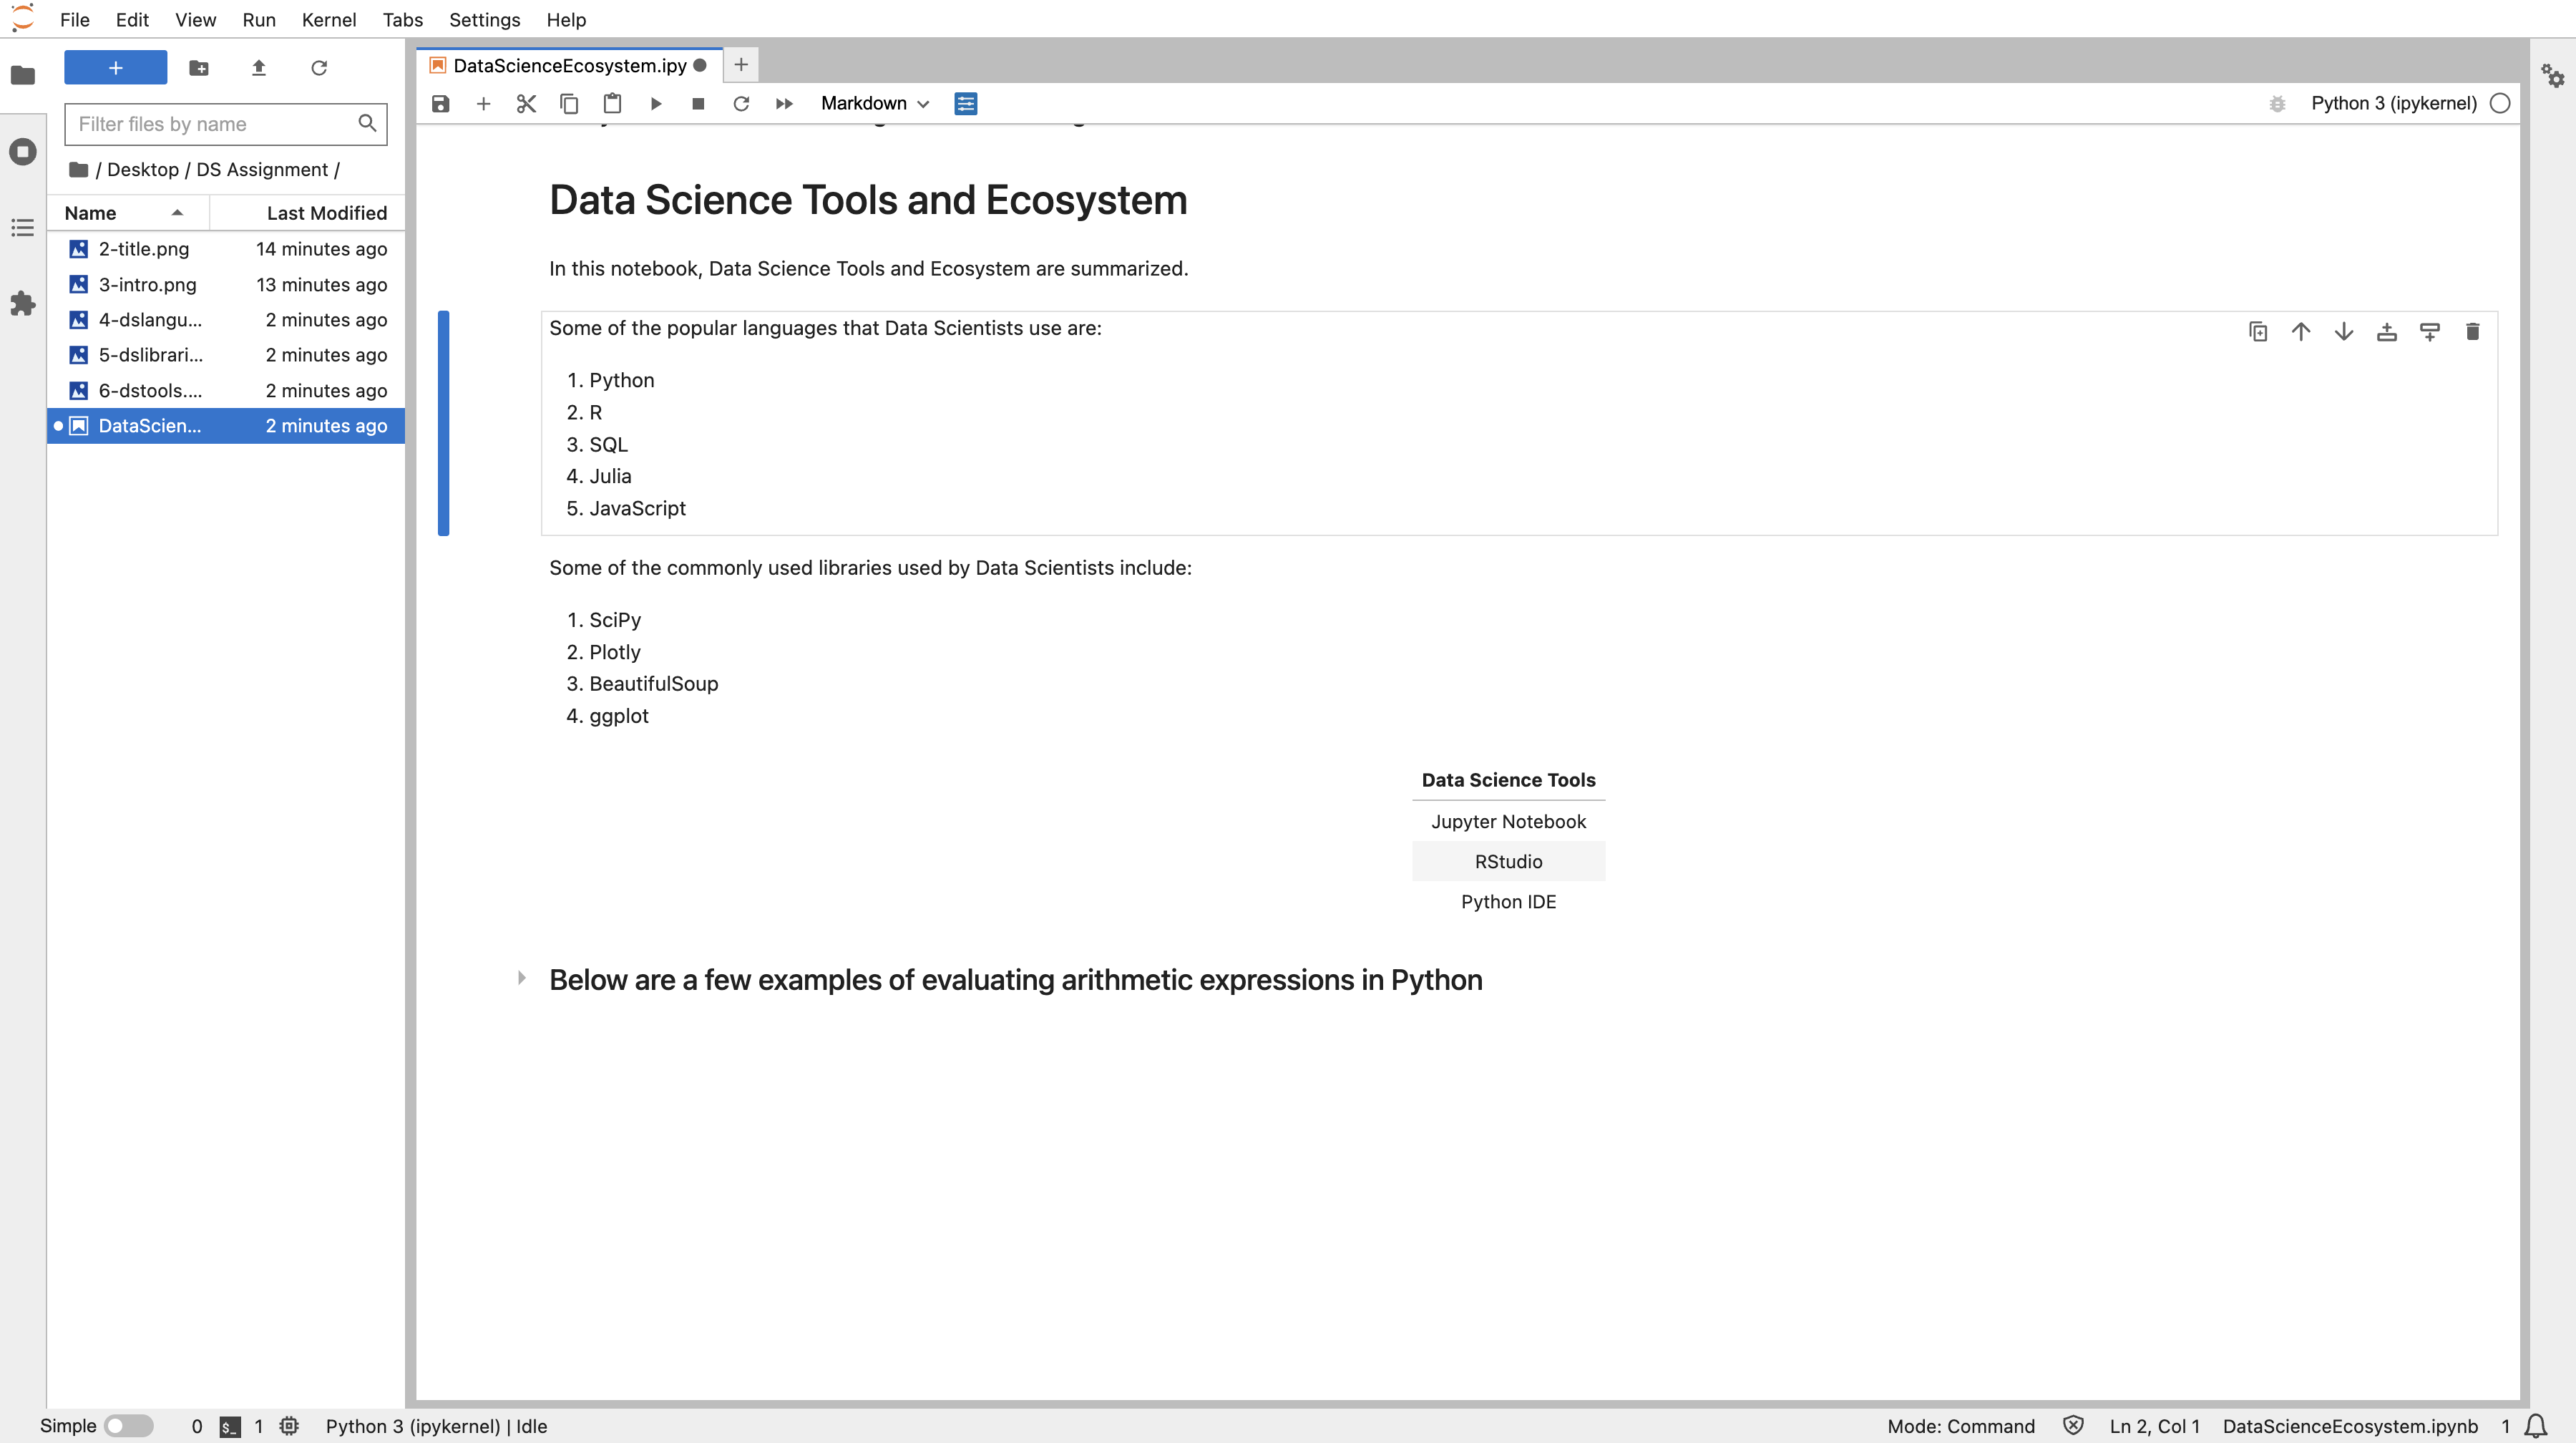 File Edit View Run Kernel Tabs Settings Help
Filter files by name
/ Desktop / DS Assignment /
Name Last Modified
2-title.png 14 minutes ago
3-intro.png 13 minutes ago
4-dslangu... 2 minutes ago
5-dslibrari... 2 minutes ago
6-dstools.... 2 minutes ago
DataScien... 2 minutes ago
DataScienceEcosystem.ipy
Markdown
Python 3 (ipykernel)
Data Science Tools and Ecosystem
In this notebook, Data Science Tools and Ecosystem are summarized.
Some of the popular languages that Data Scientists use are:
1. Python
2. R
3. SQL
4. Julia
5. JavaScript
Some of the commonly used libraries used by Data Scientists include:
1. SciPy
2. Plotly
3. BeautifulSoup
4. ggplot
Data Science Tools
Jupyter Notebook
RStudio
Python IDE
Below are a few examples of evaluating arithmetic expressions in Python
Simple 0 $_ 1 Python 3 (ipykernel) | Idle Mode: Command Ln 2, Col 1 DataScienceEcosystem.ipynb 1